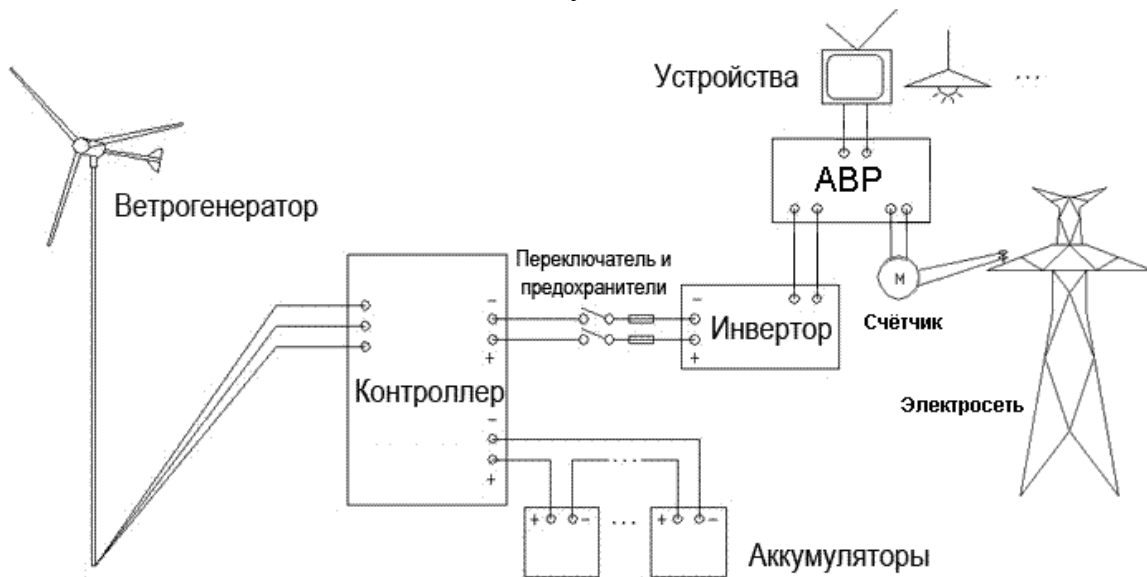 Устройства
...
АВР
Ветрогенератор
Переключатель и
предохранители
М
Счётчик
Инвертор
- +
Контроллер
- +
- +
Электросеть
+ - ... + -
Аккумуляторы